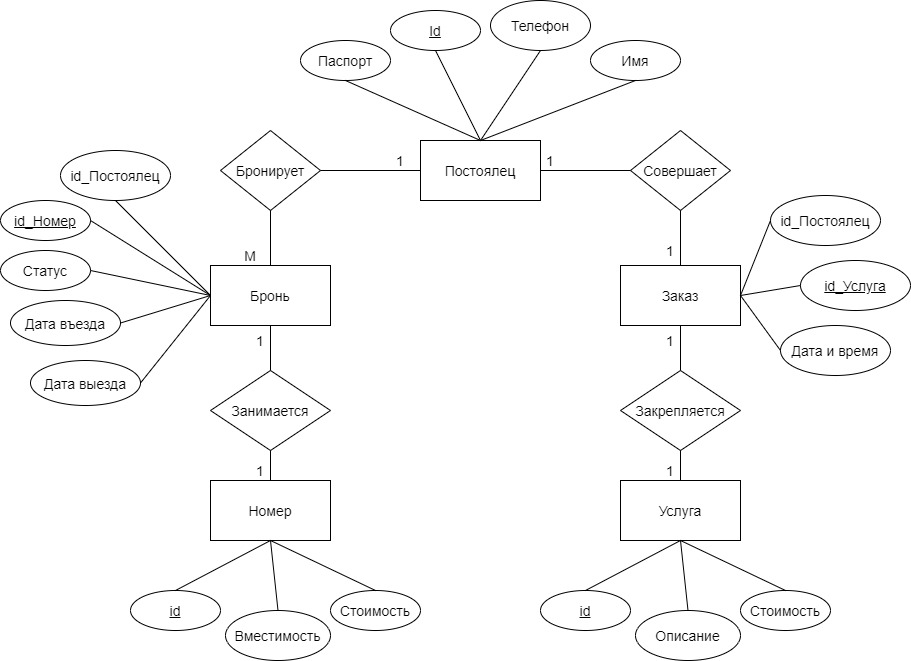 Id
Телефон
Паспорт
Имя
Бронирует
1
Постоялец
1
Совершает
id_Постоялец
id_Номер
Статус
Дата въезда
Дата выезда
М
Бронь
1
1
Заказ
1
id_Постоялец
id_Услуга
Дата и время
Занимается
Закрепляется
1
Номер
1
Услуга
id
Вместимость
Стоимость
id
Описание
Стоимость